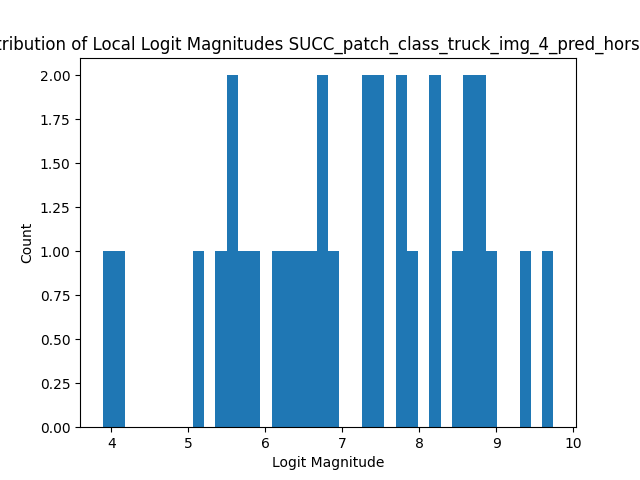 tribution of Local Logit Magnitudes SUCC_patch_class_truck_img_4_pred_hors
2.00
1.75
1.50
1.25
1.00
0.75
0.50
0.25
0.00
Count
4 5 6 7 8 9 10
Logit Magnitude